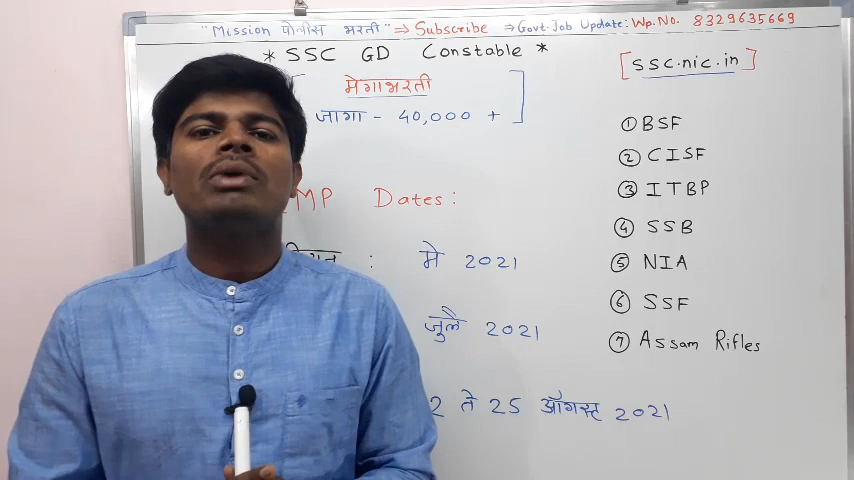 "Mission पोलीस भरती" ⇒ Subscribe ⇒ Govt. Job Update: Wp. No. 8329635669
* SSC GD Constable *
[ मेगाभरती
जागा - 40,000 + ]
MP Dates:
: मे 2021
जुलै 2021
2 ते 25 ऑगस्ट 2021
[ssc.nic.in]
① BSF
② CISF
③ ITBP
④ SSB
⑤ NIA
⑥ SSF
⑦ Assam Rifles